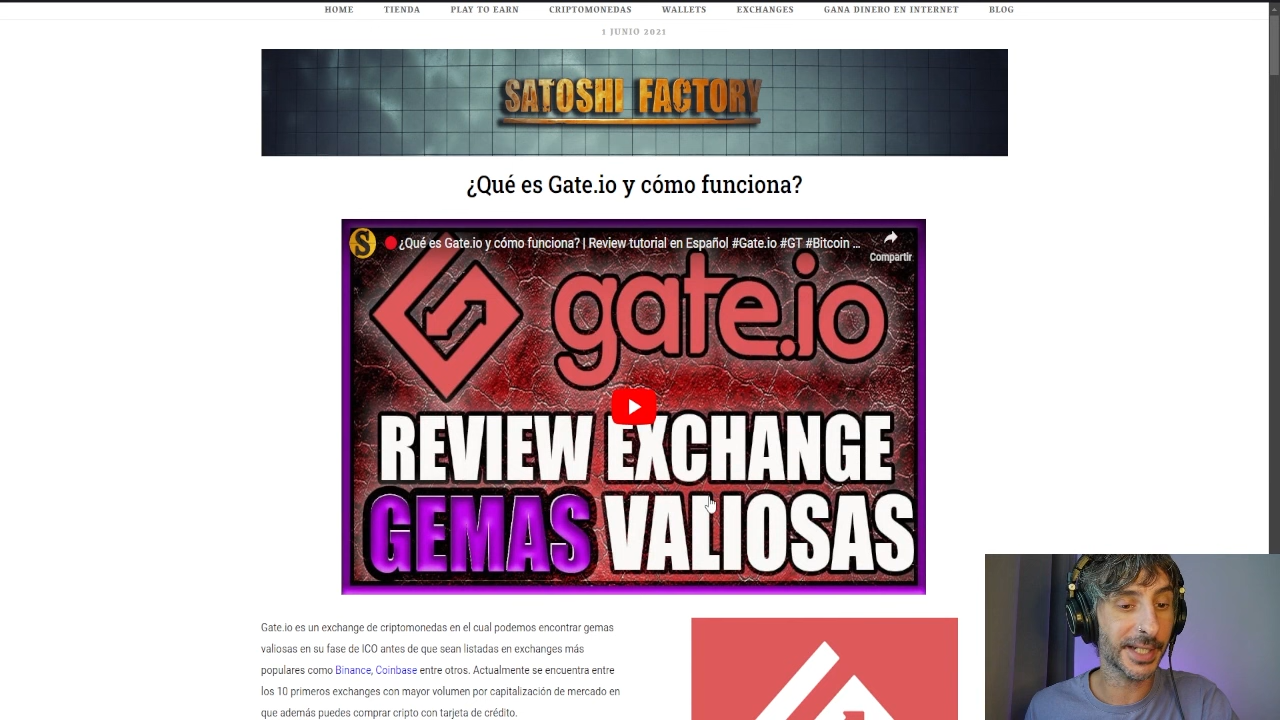 HOME TIENDA PLAY TO EARN CRIPTOMONEDAS WALLETS EXCHANGES GANA DINERO EN INTERNET BLOG
1 JUNIO 2021
SATOSHI FACTORY
¿Qué es Gate.io y cómo funciona?
S ¿Qué es Gate.io y cómo funciona? | Review tutorial en Español #Gate.io #GT #Bitcoin ...
Compartir
gate.io
REVIEW EXCHANGE
GEMAS VALIOSAS
Gate.io es un exchange de criptomonedas en el cual podemos encontrar gemas
valiosas en su fase de ICO antes de que sean listadas en exchanges más
populares como Binance, Coinbase entre otros. Actualmente se encuentra entre
los 10 primeros exchanges con mayor volumen por capitalización de mercado en
que además puedes comprar cripto con tarjeta de crédito.